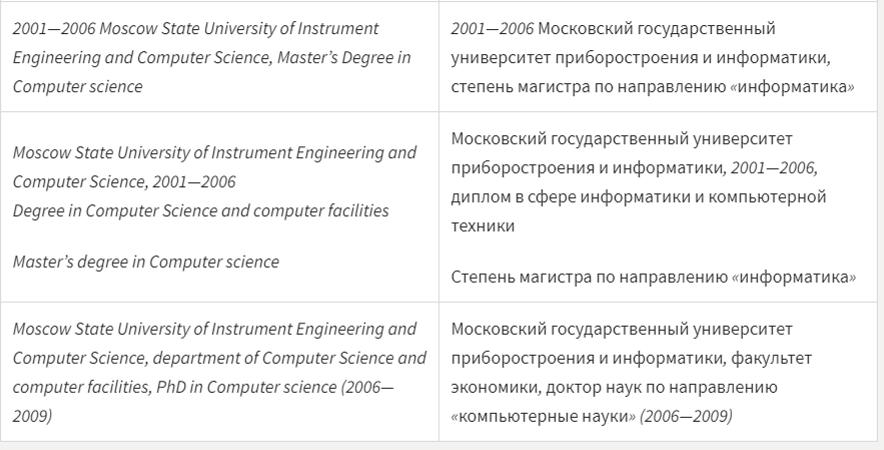 2001—2006 Moscow State University of Instrument
Engineering and Computer Science, Master’s Degree in
Computer science
2001—2006 Московский государственный
университет приборостроения и информатики,
степень магистра по направлению «информатика»
Moscow State University of Instrument Engineering and
Computer Science, 2001—2006
Degree in Computer Science and computer facilities
Master’s degree in Computer science
Московский государственный университет
приборостроения и информатики, 2001—2006,
диплом в сфере информатики и компьютерной
техники
Степень магистра по направлению «информатика»
Moscow State University of Instrument Engineering and
Computer Science, department of Computer Science and
computer facilities, PhD in Computer science (2006—
2009)
Московский государственный университет
приборостроения и информатики, факультет
экономики, доктор наук по направлению
«компьютерные науки» (2006—2009)